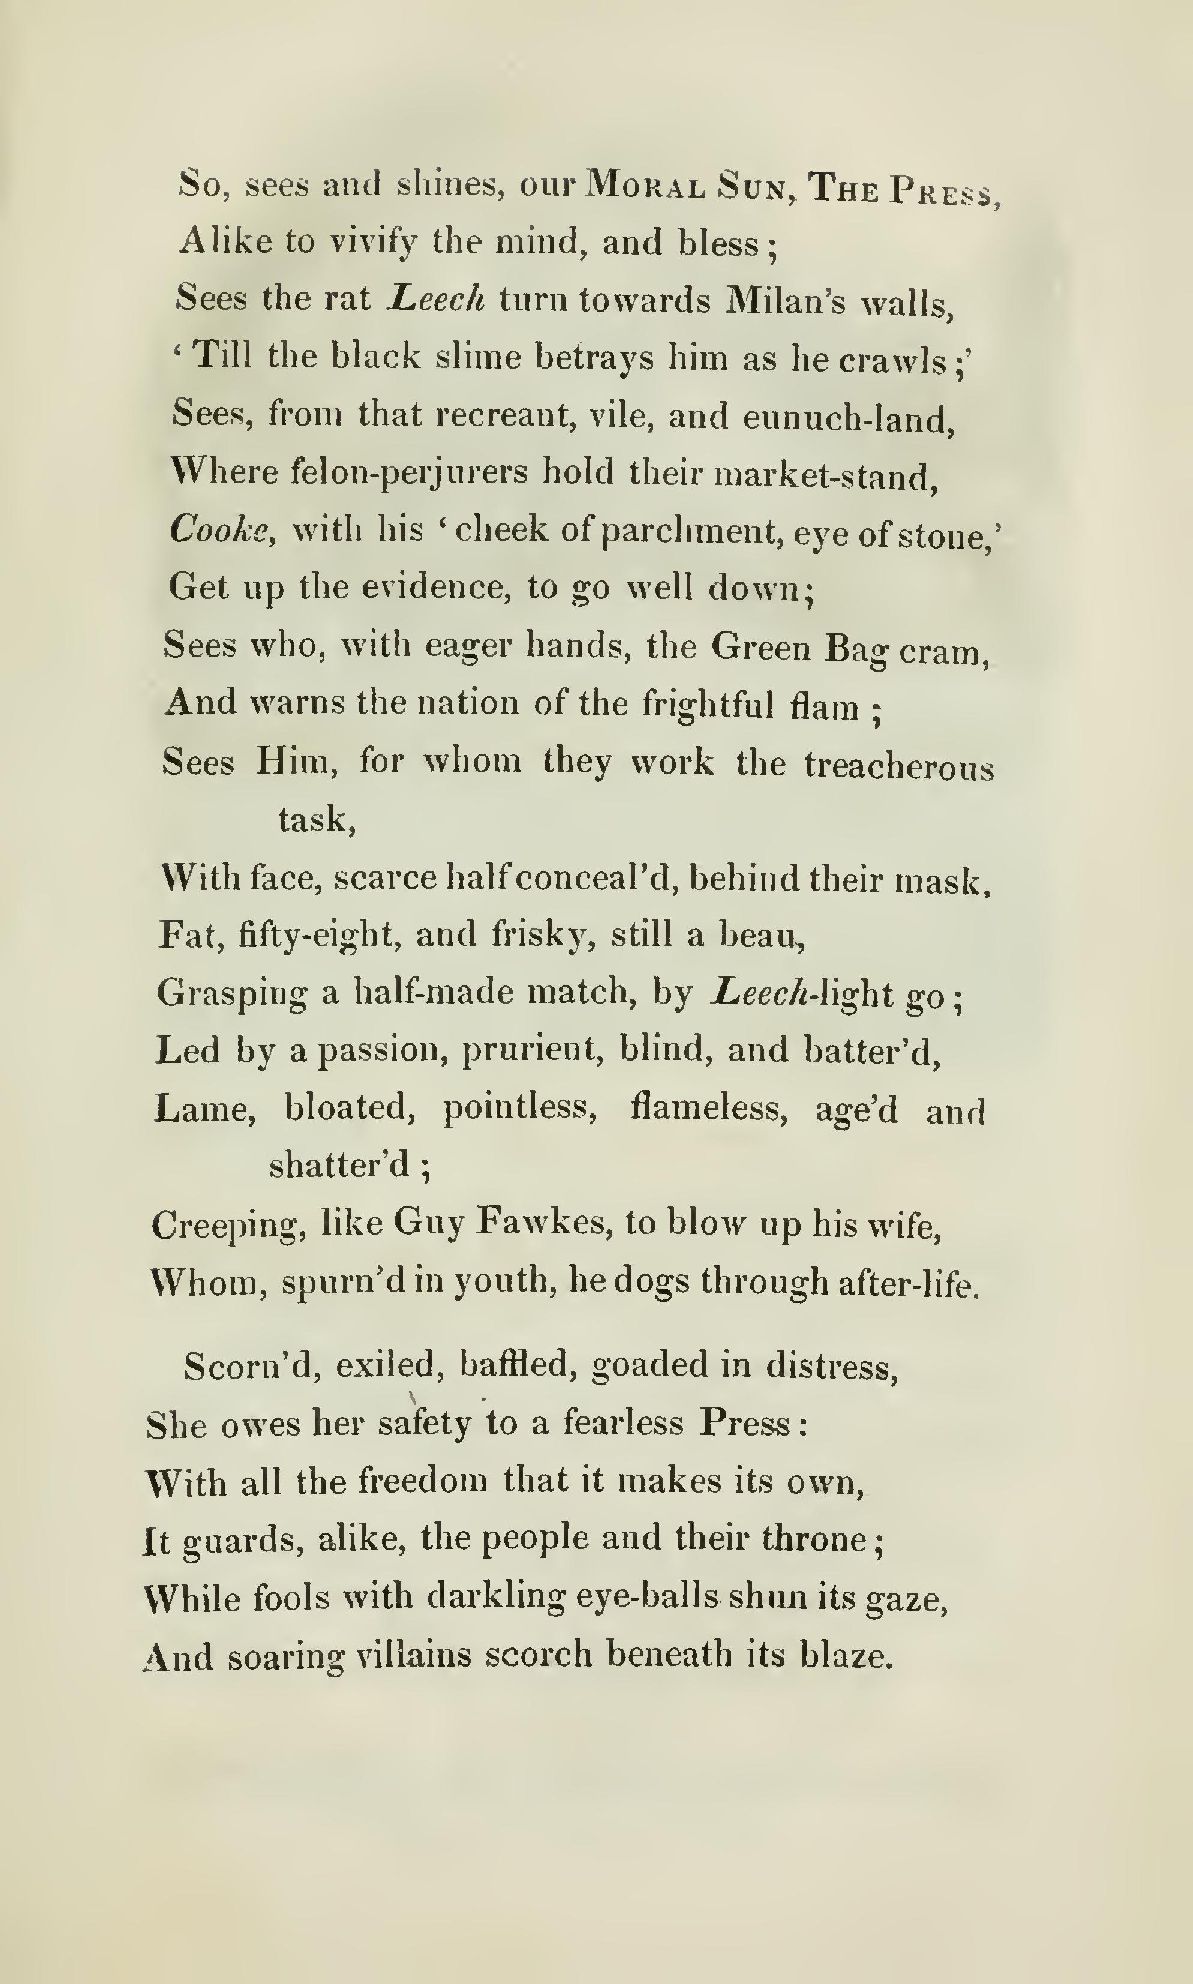 So, sees and shines, our Moral Sun, The Press,
Alike to vivify the mind, and bless;
Sees the rat Leech turn towards Milan's walls,
‘Till the black slime betrays him as he crawls;’
Sees, from that recreant, vile, and eunuch-land,
Where felon-perjurers hold their market-stand,
Cooke, with his ‘cheek of parchment, eye of stone,’
Get up the evidence, to go well down;
Sees who, with eager hands, the Green Bag cram,
And warns the nation of the frightful flam;
Sees Him, for whom they work the treacherous
task,
With face, scarce half conceal'd, behind their mask.
Fat, fifty-eight, and frisky, still a beau,
Grasping a half-made match, by Leech-light go;
Led by a passion, prurient, blind, and batter'd,
Lame, bloated, pointless, flameless, age'd and
shatter'd;
Creeping, like Guy Fawkes, to blow up his wife,
Whom, spurn'd in youth, he dogs through after-life.
Scorn'd, exiled, baffled, goaded in distress,
She owes her safety to a fearless Press:
With all the freedom that it makes its own,
It guards, alike, the people and their throne;
While fools with darkling eye-balls shun its gaze,
And soaring villains scorch beneath its blaze.